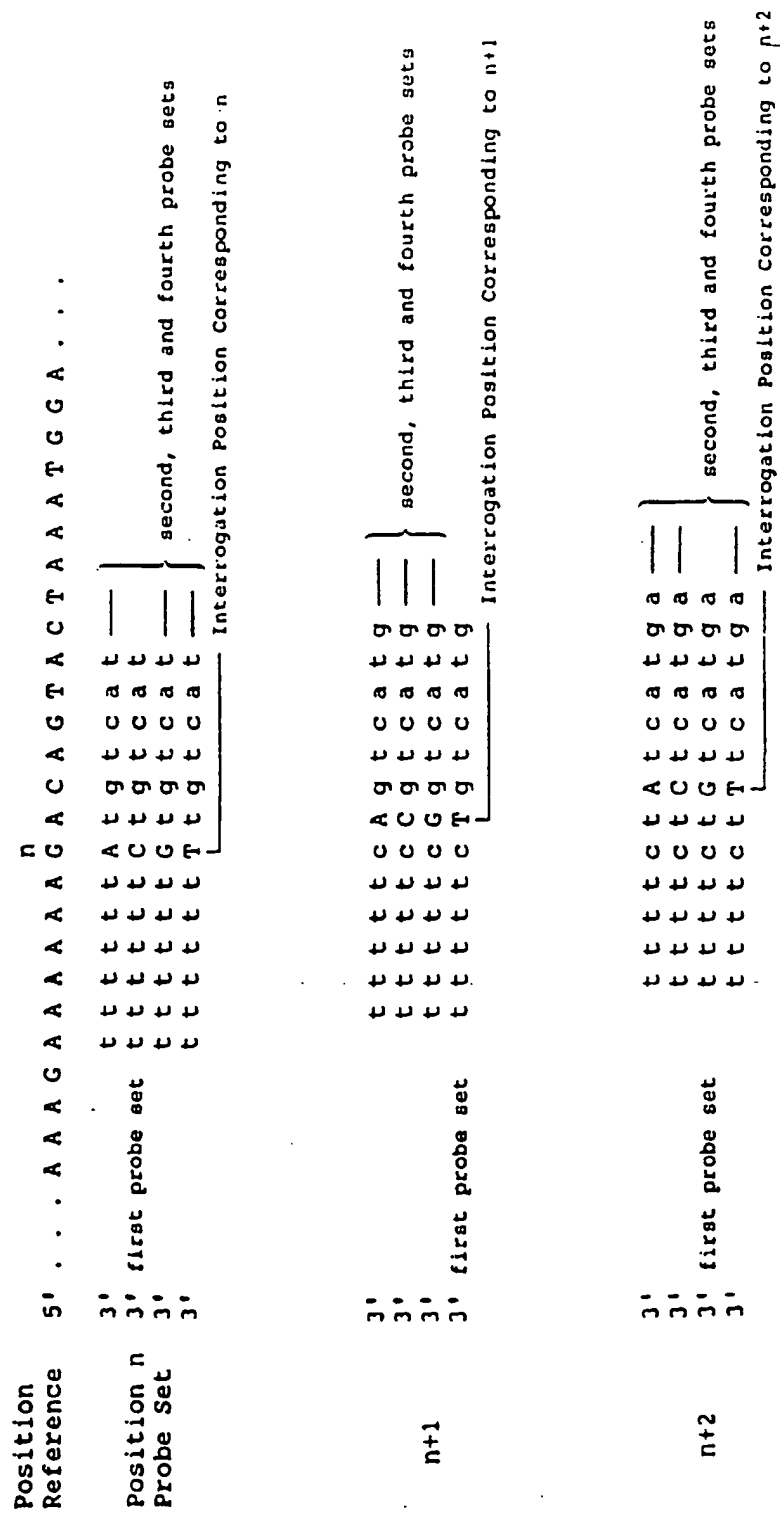 Position n
Reference 5' . . . A A A G A A A A A A G A C A G T A C T A A A T G G A . . .
Position n 3' t t t t t t A t g t c a t —
Probe Set 3' first probe set t t t t t t C t g t c a t
3' t t t t t t G t g t c a t — second, third and fourth probe sets
3' t t t t t t T t g t c a t —
Interrogation Position Corresponding to n
3' t t t t t c A g t c a t g —
3' t t t t t c C g t c a t g — second, third and fourth probe sets
n+1 3' t t t t t c G g t c a t g —
3' first probe set t t t t t c T g t c a t g
Interrogation Position Corresponding to n+1
3' t t t t c t A t c a t g a —
3' t t t t c t C t c a t g a —
n+2 3' first probe set t t t t c t G t c a t g a second, third and fourth probe sets
3' t t t t c t T t c a t g a —
Interrogation Position Corresponding to n+2